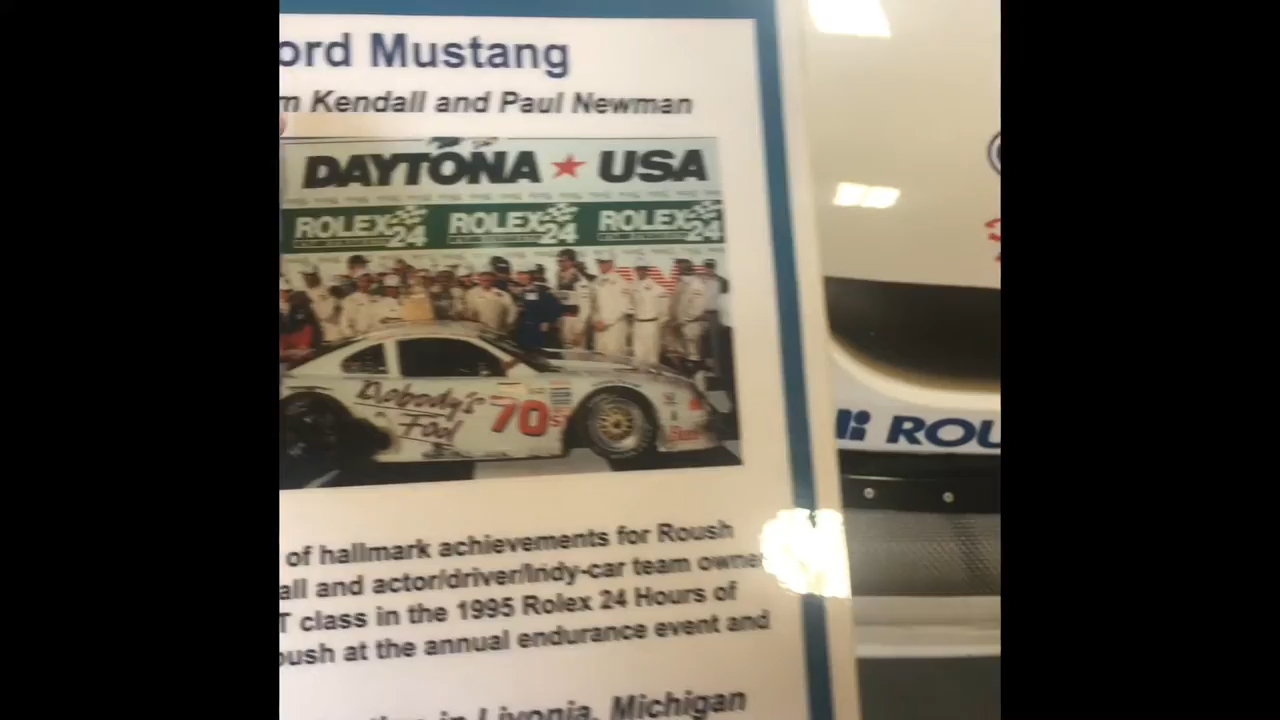 ord Mustang
m Kendall and Paul Newman
DAYTONA USA
ROLEX 24 ROLEX 24 ROLEX 24
Nobody's
Fool
70
of hallmark achievements for Roush
all and actor/driver/Indy-car team owner
T class in the 1995 Rolex 24 Hours of
oush at the annual endurance event and
in Livonia, Michigan
ROU